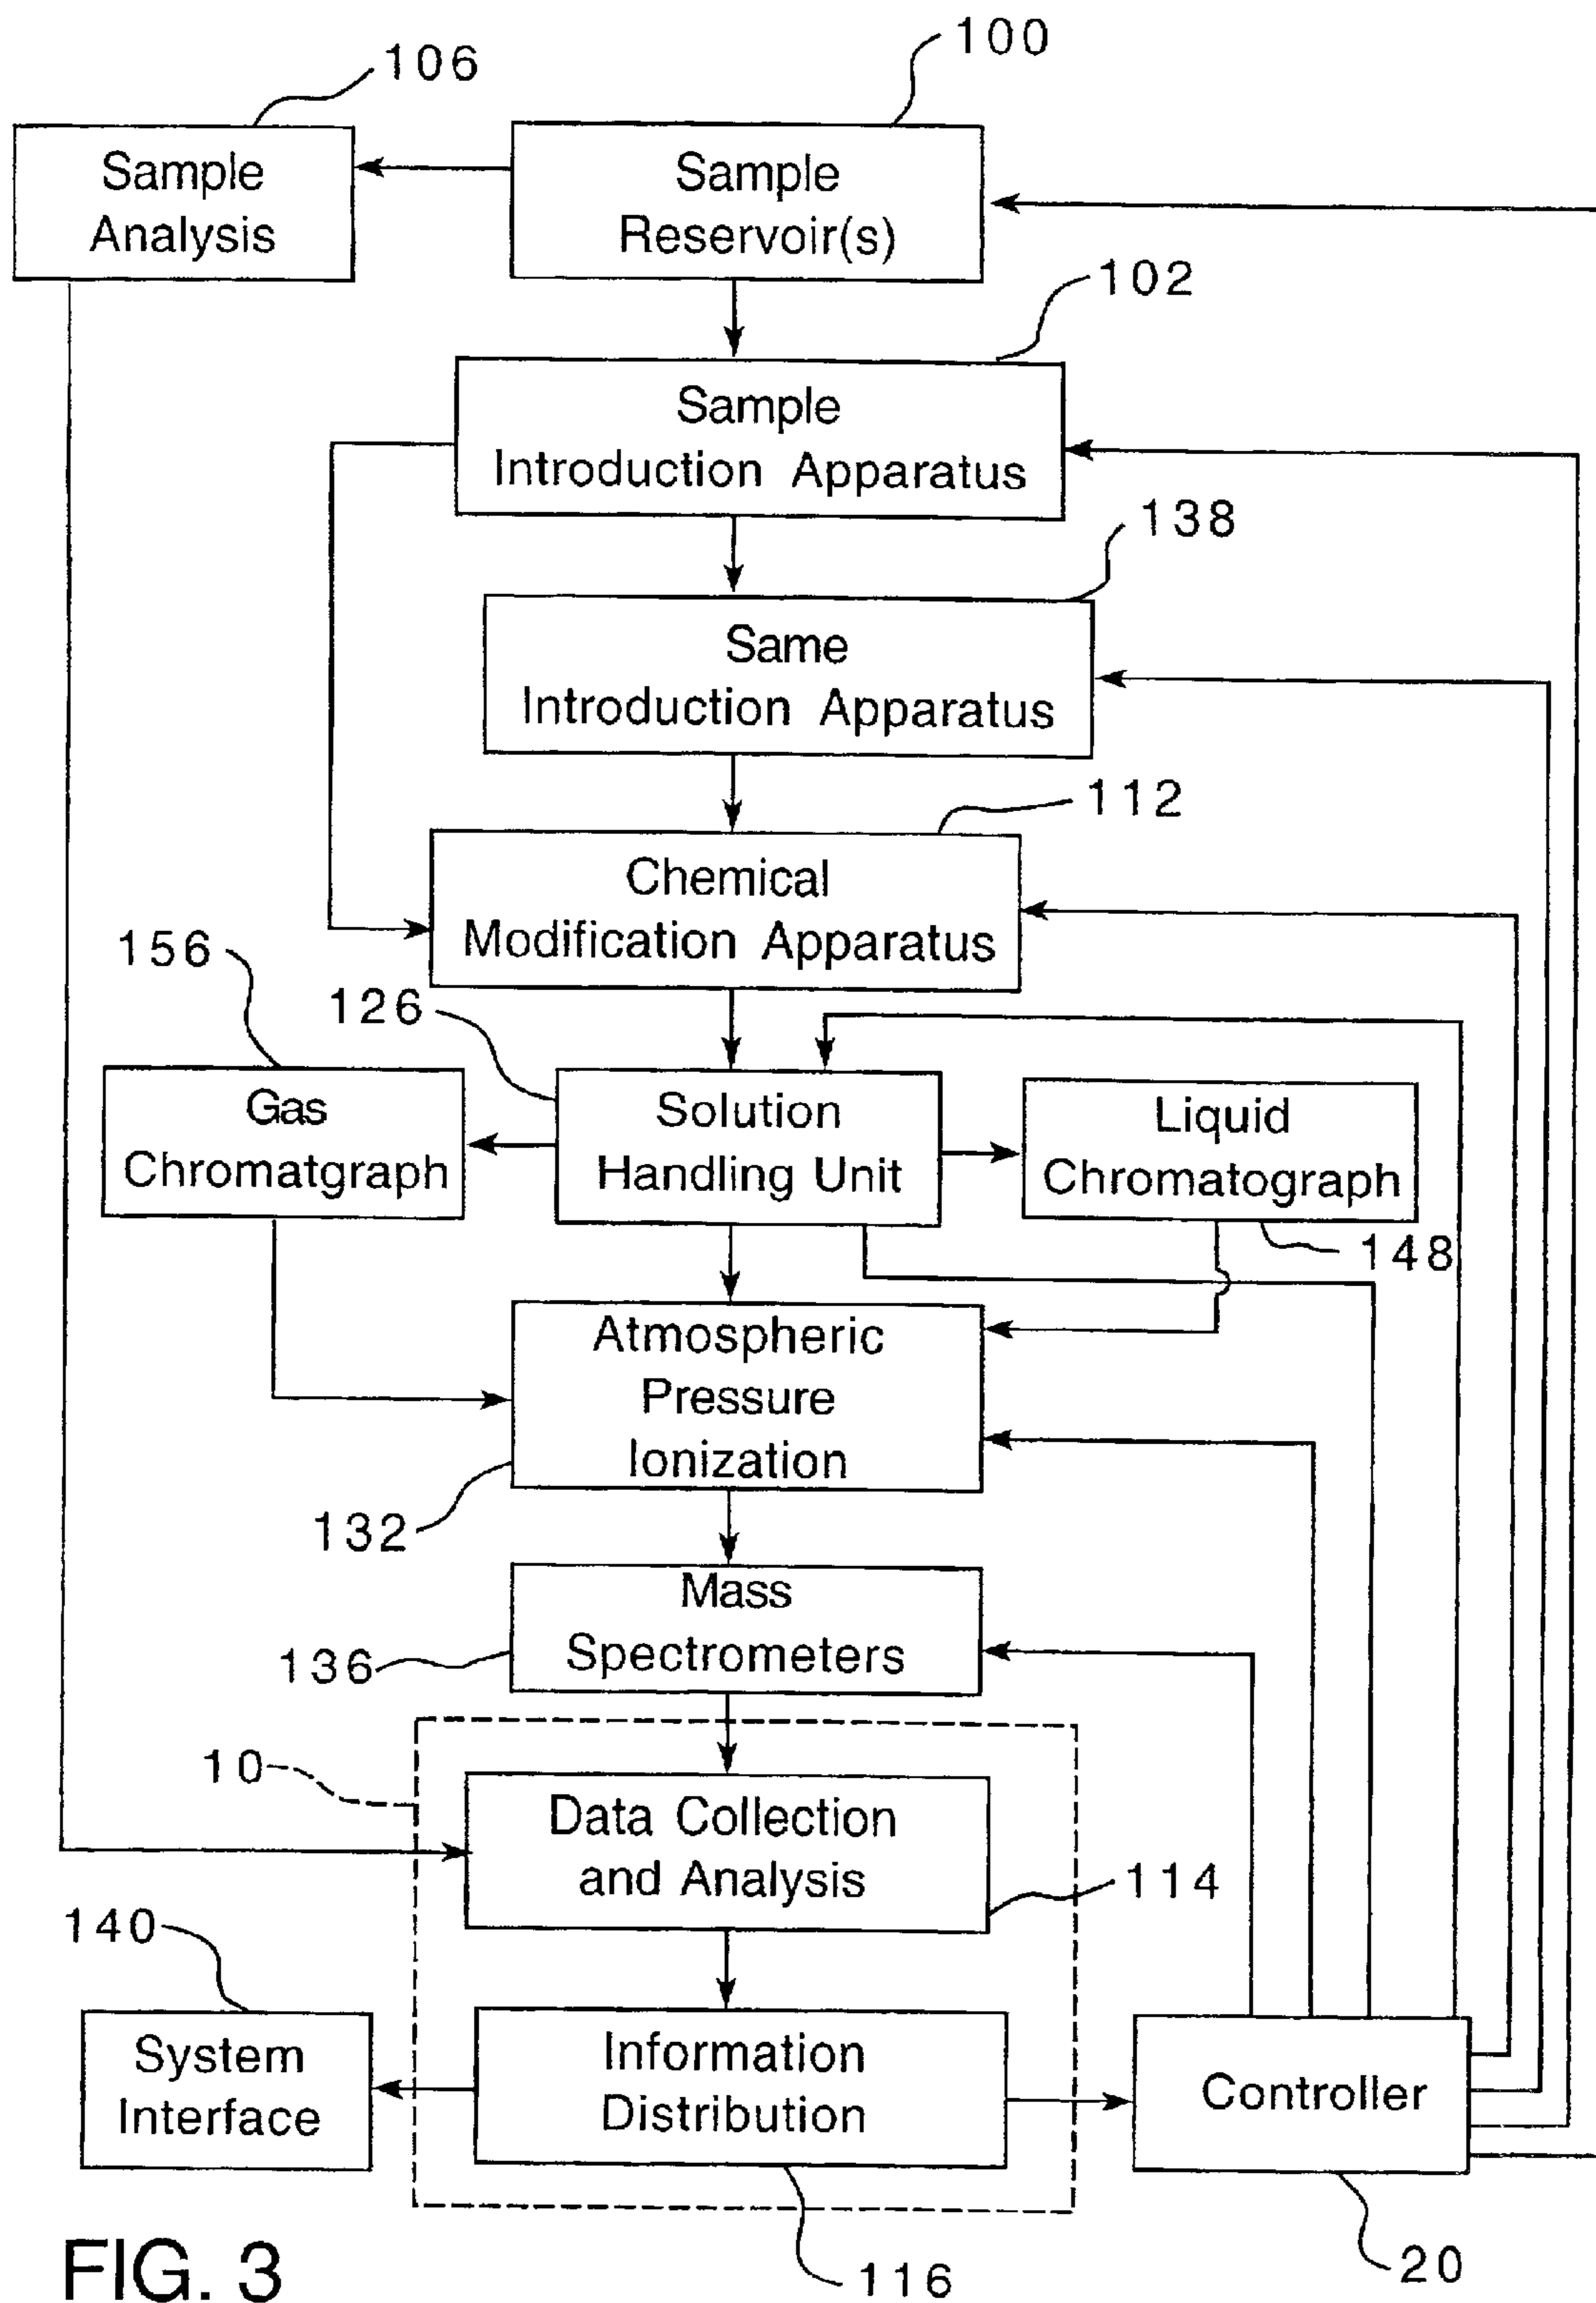 100
106
Sample
Analysis
Sample
Reservoir(s)
102
Sample
Introduction Apparatus
138
Same
Introduction Apparatus
112
Chemical
Modification Apparatus
156
126
Gas
Chromatgraph
Solution
Handling Unit
Liquid
Chromatograph
148
Atmospheric
Pressure
Ionization
132
Mass
Spectrometers
136
10
Data Collection
and Analysis
114
140
System
Interface
Information
Distribution
Controller
116
20
FIG. 3